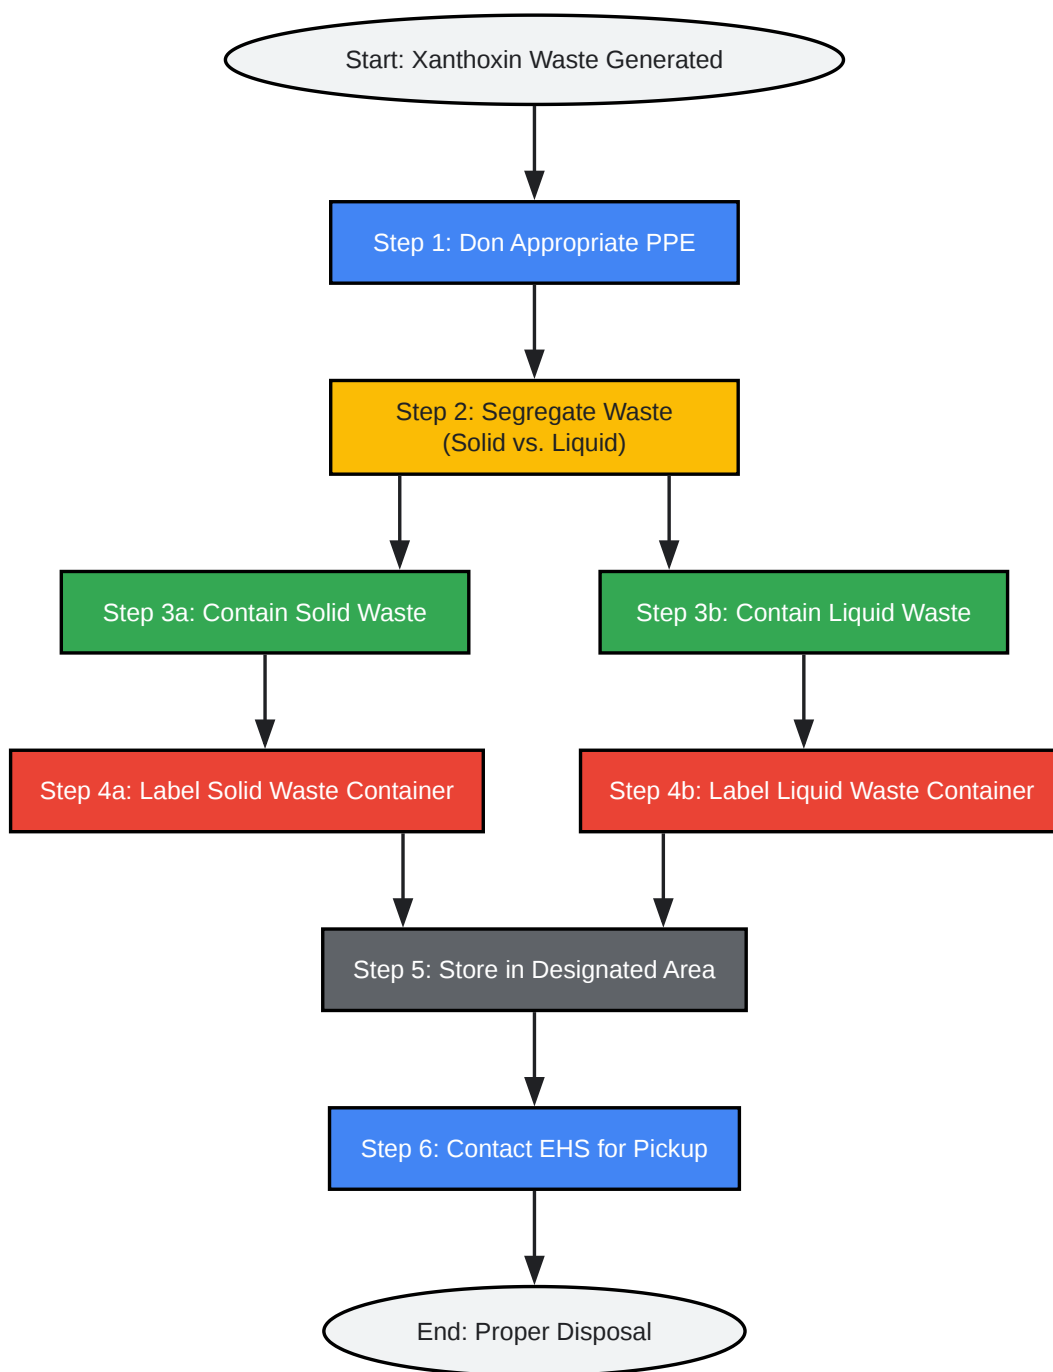 Start: Xanthoxin Waste Generated
Step 1: Don Appropriate PPE
Step 2: Segregate Waste
(Solid vs. Liquid)
Step 3a: Contain Solid Waste
Step 3b: Contain Liquid Waste
Step 4a: Label Solid Waste Container
Step 4b: Label Liquid Waste Container
Step 5: Store in Designated Area
Step 6: Contact EHS for Pickup
End: Proper Disposal